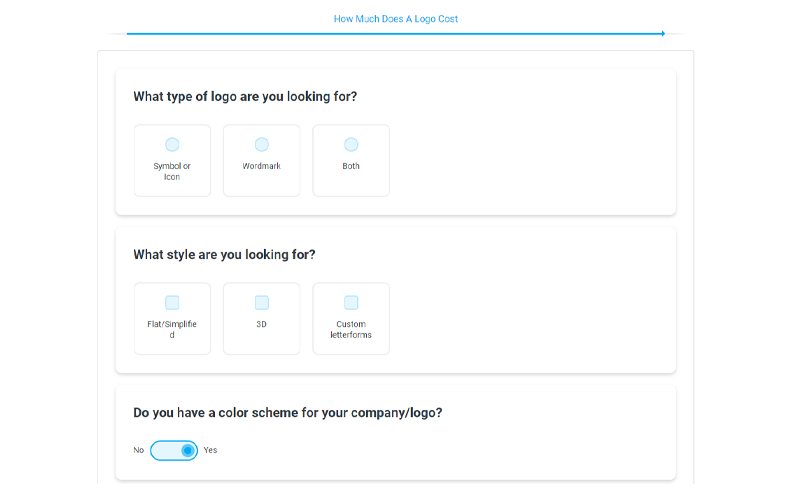 How Much Does A Logo Cost
What type of logo are you looking for?
Symbol or
Icon
Wordmark
Both
What style are you looking for?
Flat/Simplifie
d
3D
Custom
letterforms
Do you have a color scheme for your company/logo?
No
Yes